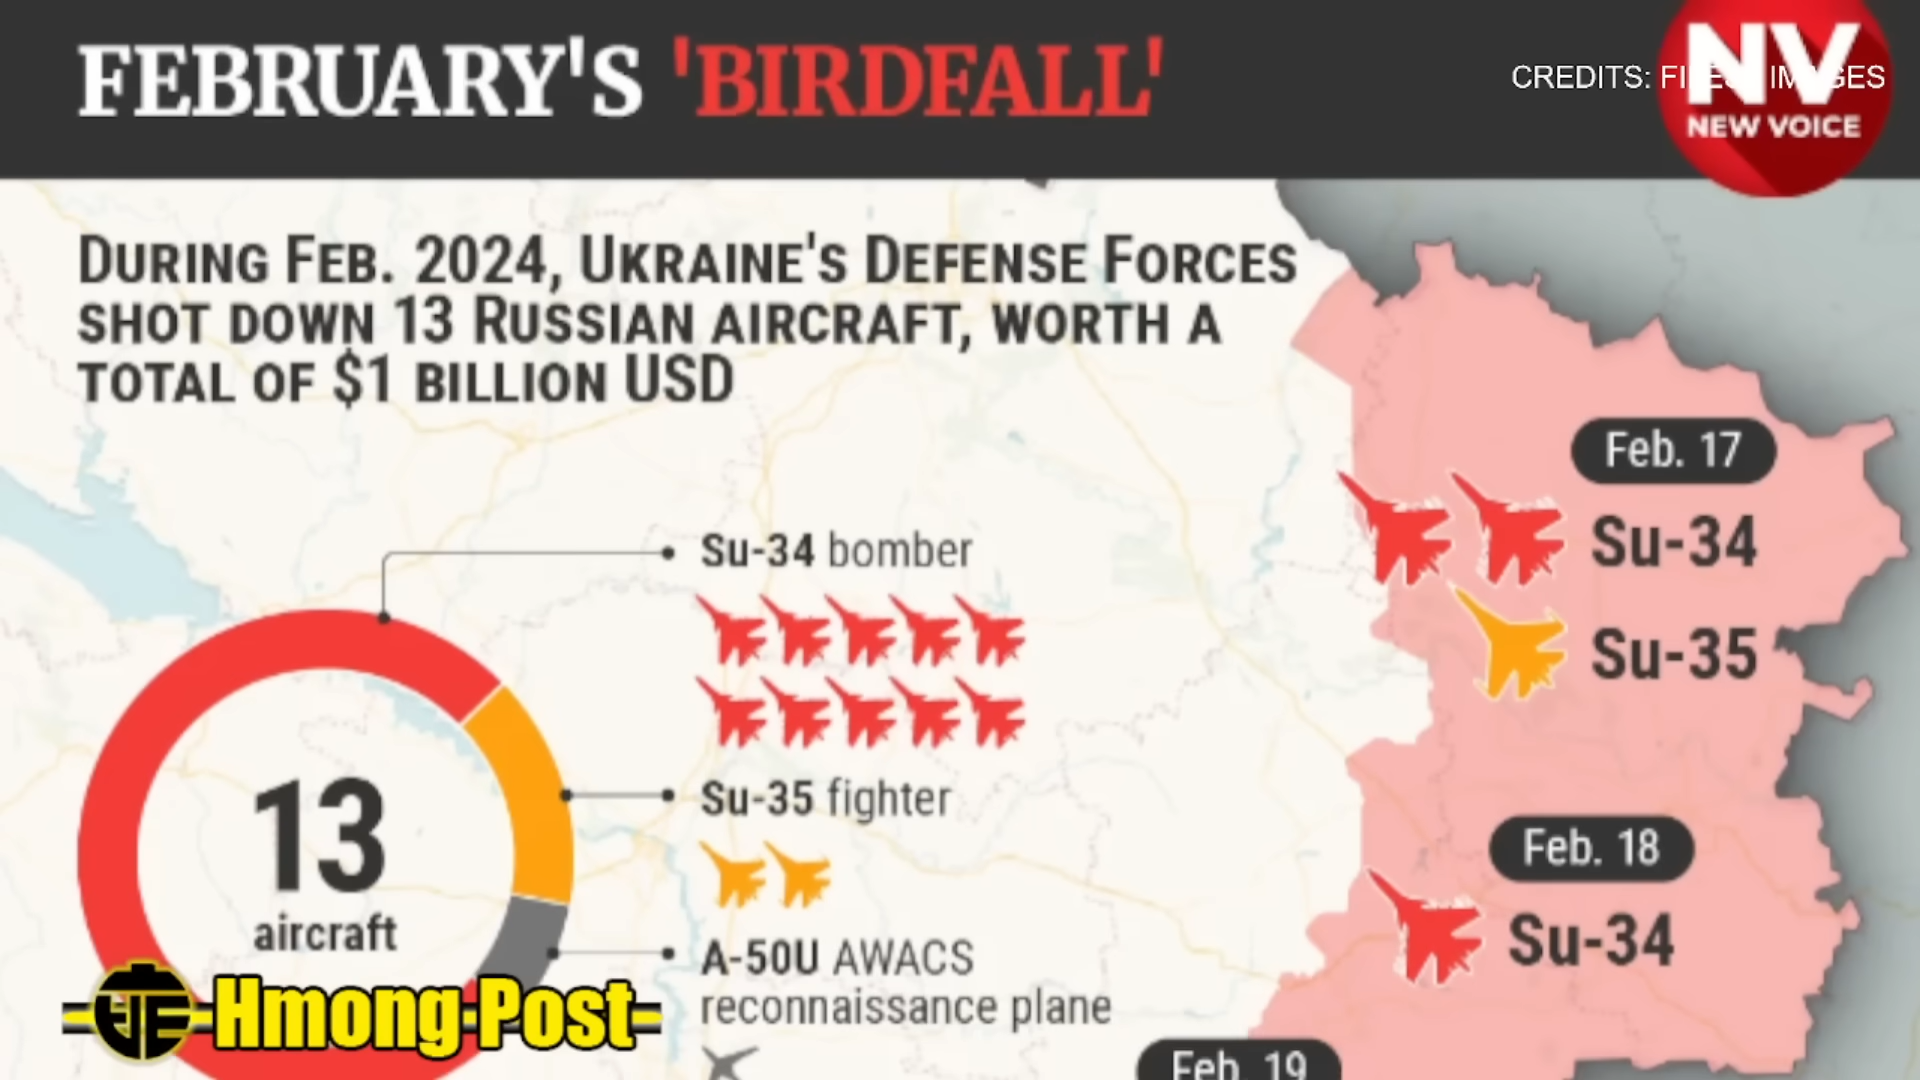 FEBRUARY'S 'BIRDFALL'
CREDITS:
NV
NEW VOICE
DURING FEB. 2024, UKRAINE'S DEFENSE FORCES
SHOT DOWN 13 RUSSIAN AIRCRAFT, WORTH A
TOTAL OF $1 BILLION USD
Feb. 17
Su-34
Su-35
Su-34 bomber
Su-35 fighter
13
aircraft
A-50U AWACS
reconnaissance plane
Feb. 18
Su-34
Hmong Post
Feb. 19